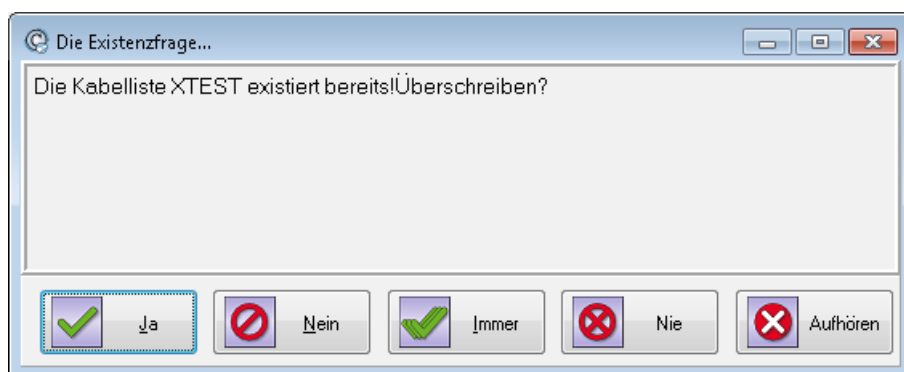 Die Existenzfrage...
Die Kabelliste XTEST existiert bereits!Überschreiben?
Ja
Nein
Immer
Nie
Aufhören